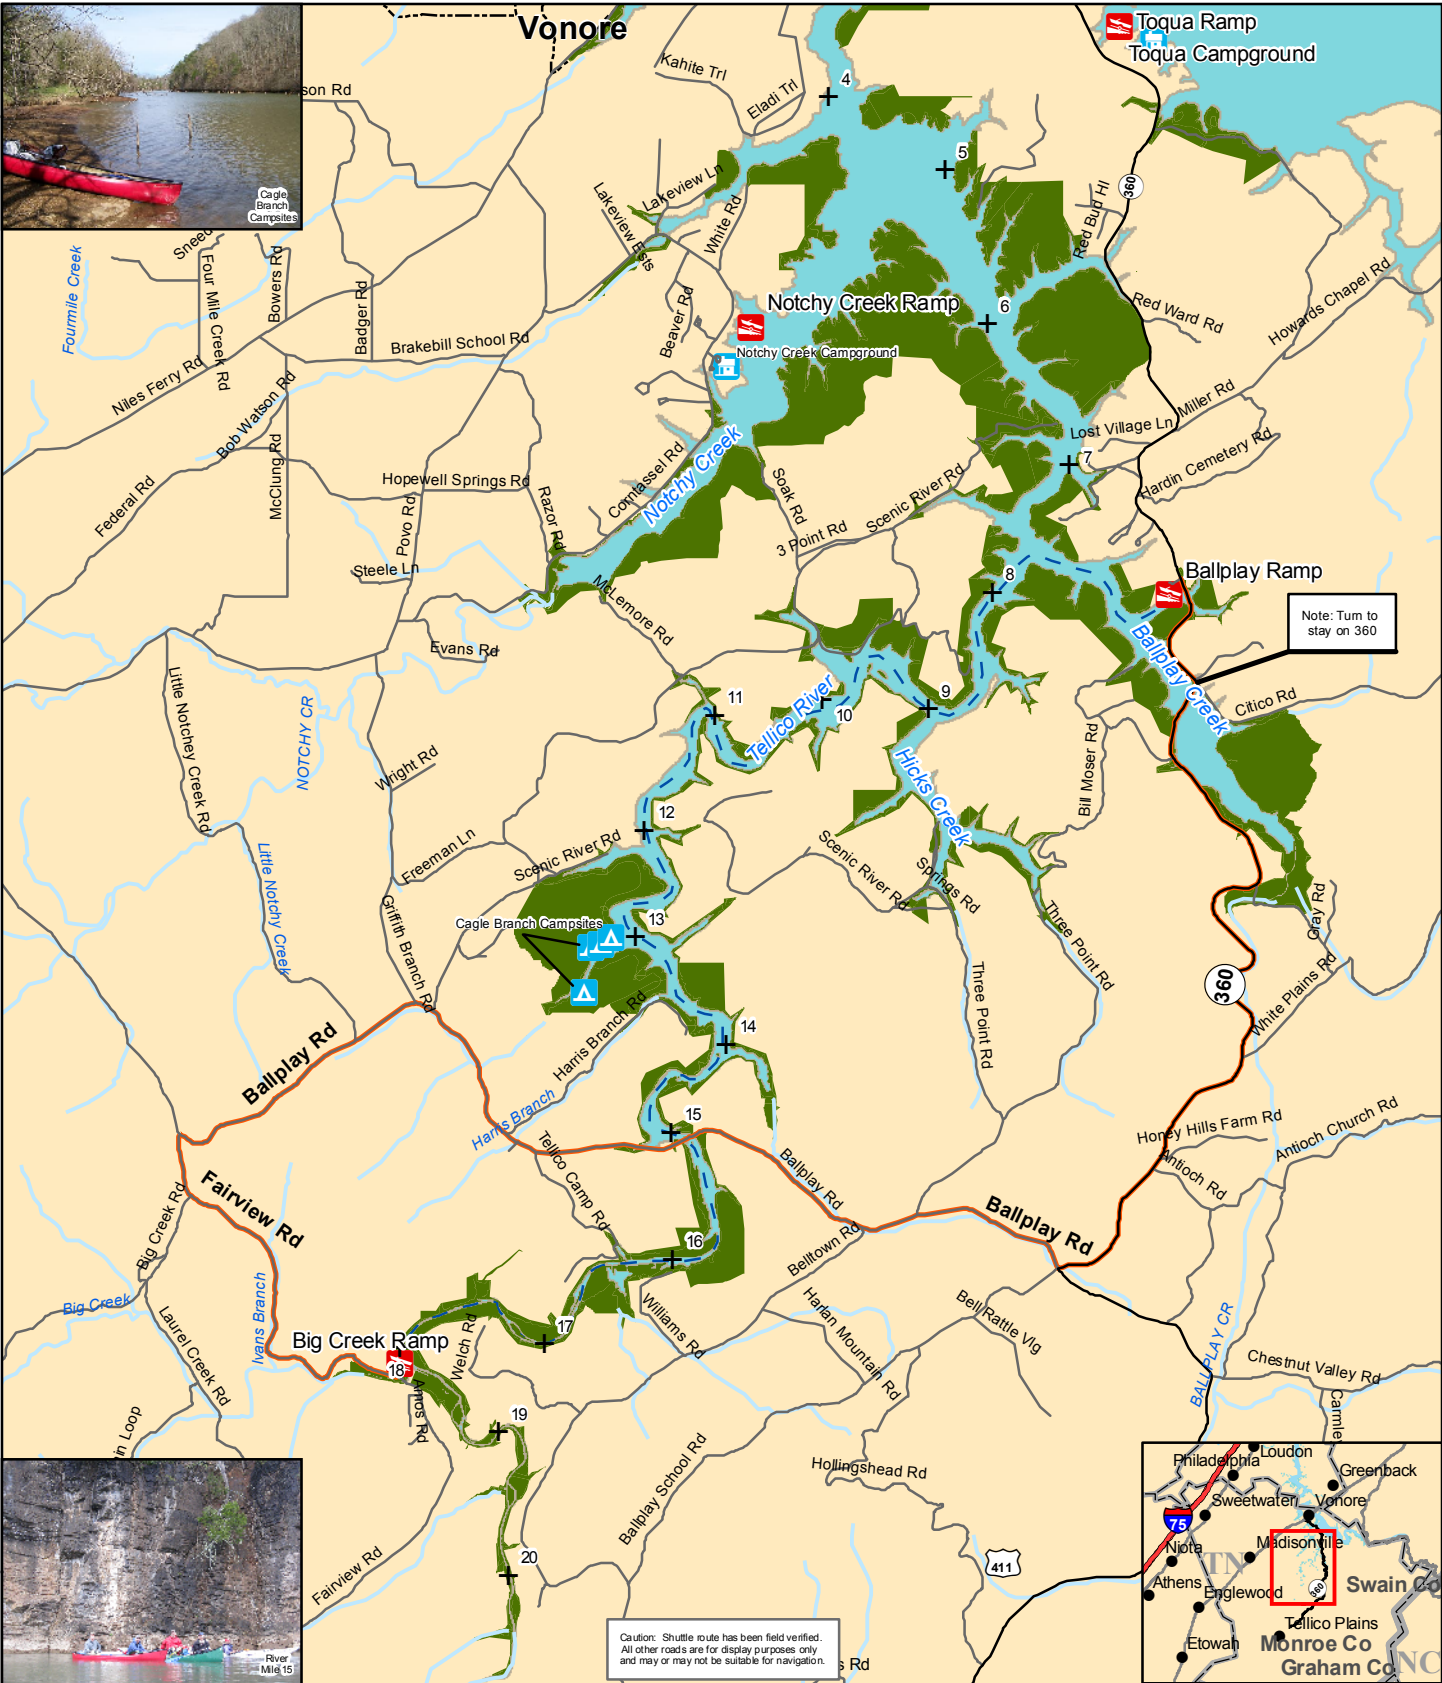 Vonore
Toqua Ramp
Toqua Campground
Kahite Trl
Eladi Trl
4
son Rd
5
360
Cagle
Branch
Campsites
Lakeview Ln
Lakeview Ests
White Rd
Red Bud Hl
Sneed
Fourmile Creek
Four Mile Creek Rd
Bowers Rd
Badger Rd
Beaver Rd
Notchy Creek Ramp
6
Red Ward Rd
Howards Chapel Rd
Brakebill School Rd
Notchy Creek Campground
Niles Ferry Rd
Bob Watson Rd
Miller Rd
Lost Village Ln
7
Hardin Cemetery Rd
McClung Rd
Federal Rd
Hopewell Springs Rd
Povo Rd
Razor Rd
Corntassel Rd
Notchy Creek
Soak Rd
Scenic River Rd
3 Point Rd
Steele Ln
McLemore Rd
8
Ballplay Ramp
Note: Turn to
stay on 360
Evans Rd
Ballplay Creek
Citico Rd
Little Notchey Creek Rd
NOTCHY CR
11
Tellico River
10
9
Wright Rd
Hicks Creek
Bill Moser Rd
12
Freeman Ln
Scenic River Rd
Scenic River Rd
Springs Rd
Little Notchy Creek
Griffith Branch Rd
Cagle Branch Campsites
13
Three Point Rd
Gray Rd
Three Point Rd
360
White Plains Rd
14
Ballplay Rd
Harris Branch Rd
Harris Branch
15
Honey Hills Farm Rd
Antioch Church Rd
Antioch Rd
Tellico Camp Rd
Ballplay Rd
Fairview Rd
Big Creek Rd
Ballplay Rd
16
Belltown Rd
Big Creek
Ivans Branch
Laurel Creek Rd
Big Creek Ramp
18
Welch Rd
17
Williams Rd
Harlan Mountain Rd
Bell Rattle Vlg
BALLPLAY CR
Chestnut Valley Rd
Carmle
Amos Rd
19
in Loop
Ballplay School Rd
Hollingshead Rd
20
411
Fairview Rd
River
Mile 15
Caution: Shuttle route has been field verified.
All other roads are for display purposes only
and may or may not be suitable for navigation.
s Rd
Loudon
Philadelphia
Greenback
Sweetwater
Vonore
75
Madisonville
Niota
TN
Athens
Englewood
360
Swain Co
Tellico Plains
Etowah
Monroe Co
Graham Co
NC